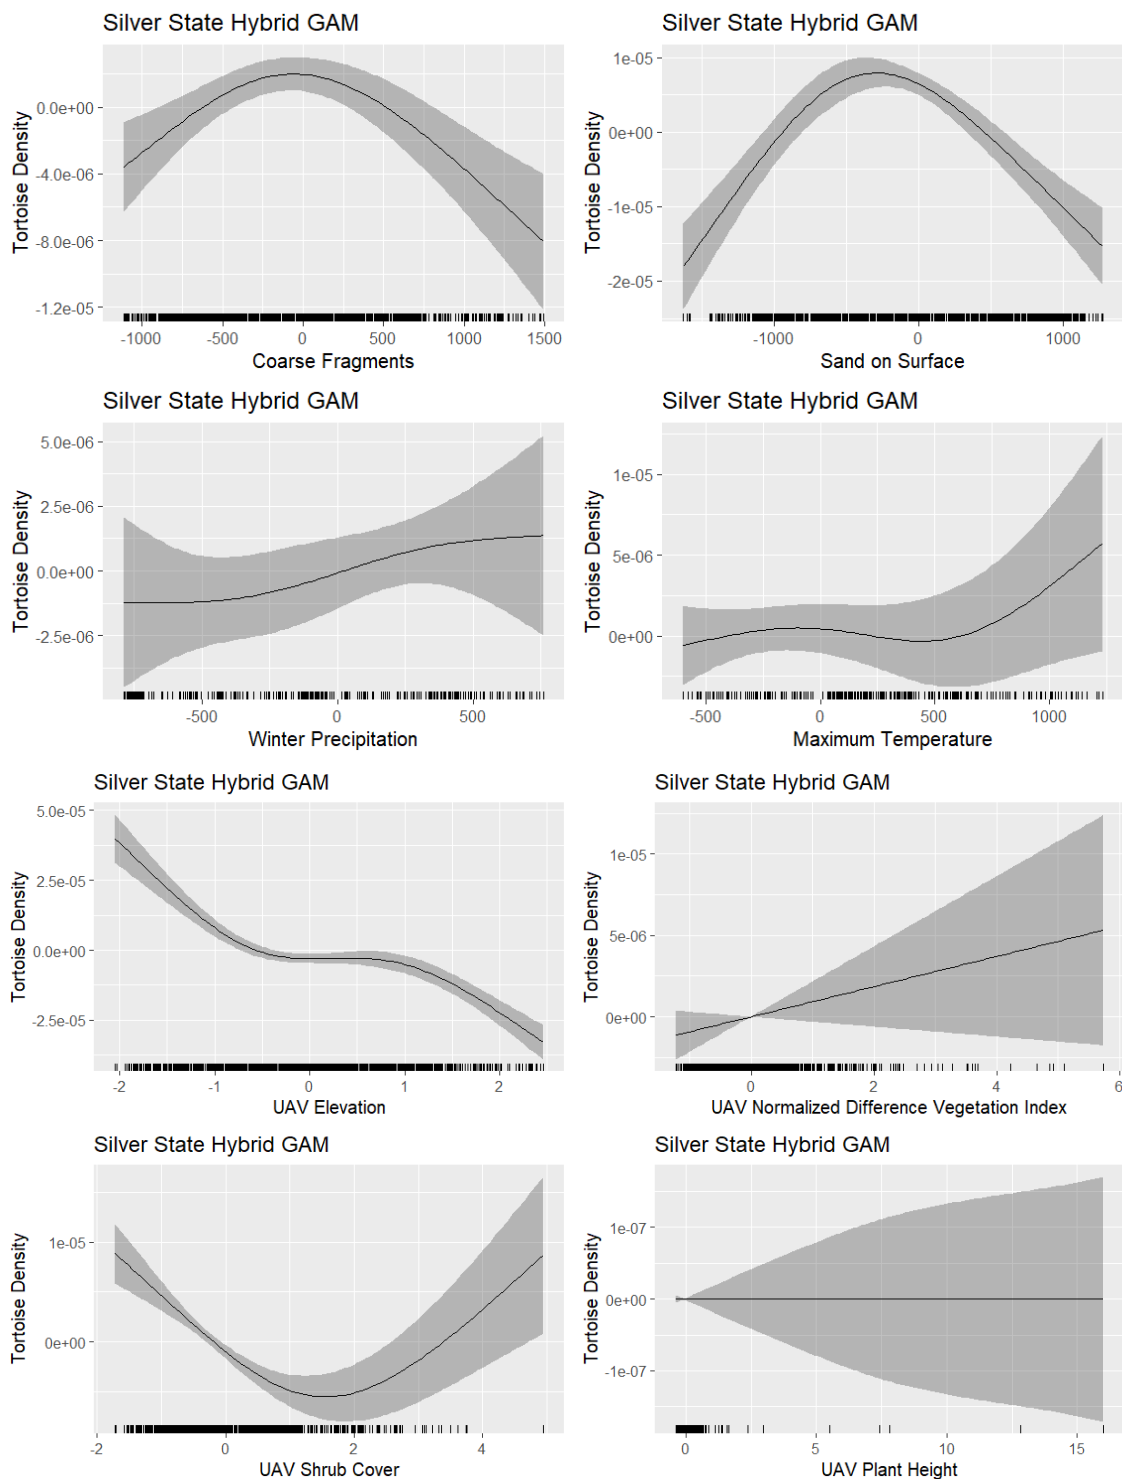 Silver State Hybrid GAM
Tortoise Density
0.0e+00
-4.0e-06
-8.0e-06
-1.2e-05
-1000 -500 0 500 1000 1500
Coarse Fragments
Silver State Hybrid GAM
Tortoise Density
1e-05
0e+00
-1e-05
-2e-05
-1000 0 1000
Sand on Surface
Silver State Hybrid GAM
Tortoise Density
5.0e-06
2.5e-06
0.0e+00
-2.5e-06
-500 0 500
Winter Precipitation
Silver State Hybrid GAM
Tortoise Density
1e-05
5e-06
0e+00
-500 0 500 1000
Maximum Temperature
Silver State Hybrid GAM
Tortoise Density
5.0e-05
2.5e-05
0.0e+00
-2.5e-05
-2 -1 0 1 2
UAV Elevation
Silver State Hybrid GAM
Tortoise Density
1e-05
5e-06
0e+00
0 2 4 6
UAV Normalized Difference Vegetation Index
Silver State Hybrid GAM
Tortoise Density
1e-05
0e+00
-2 0 2 4
UAV Shrub Cover
Silver State Hybrid GAM
Tortoise Density
1e-07
0e+00
-1e-07
0 5 10 15
UAV Plant Height